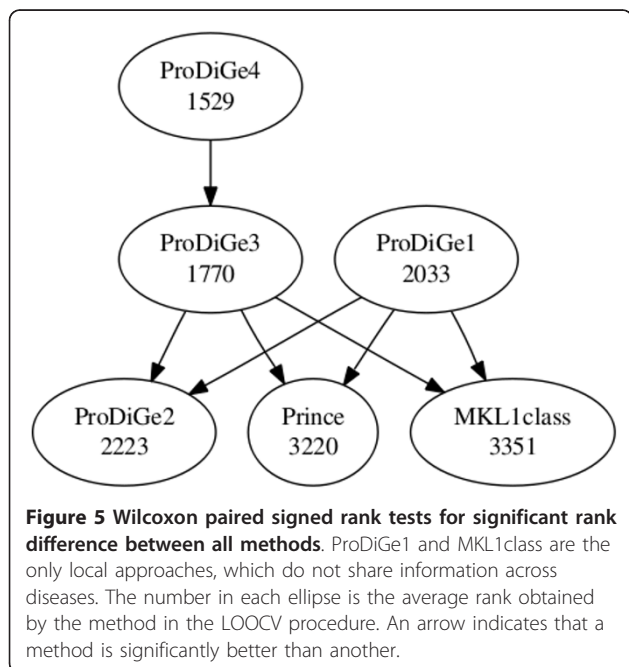 ProDiGe4
1529
ProDiGe3
1770
ProDiGe1
2033
ProDiGe2
2223
Prince
3220
MKL1class
3351
Figure 5 Wilcoxon paired signed rank tests for significant rank
difference between all methods. ProDiGe1 and MKL1class are the
only local approaches, which do not share information across
diseases. The number in each ellipse is the average rank obtained
by the method in the LOOCV procedure. An arrow indicates that a
method is significantly better than another.